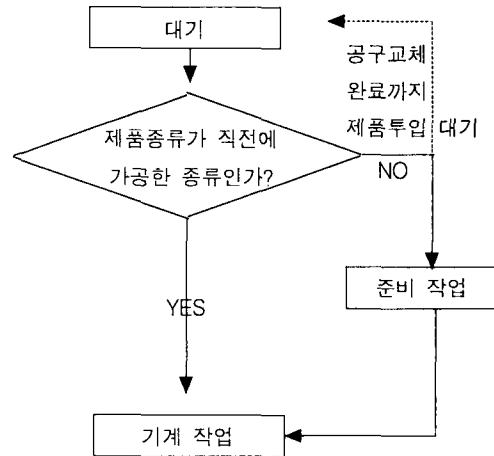 대기
공구교체
완료까지
제품투입 대기
제품종류가 직전에
가공한 종류인가?
NO
준비 작업
YES
기계 작업